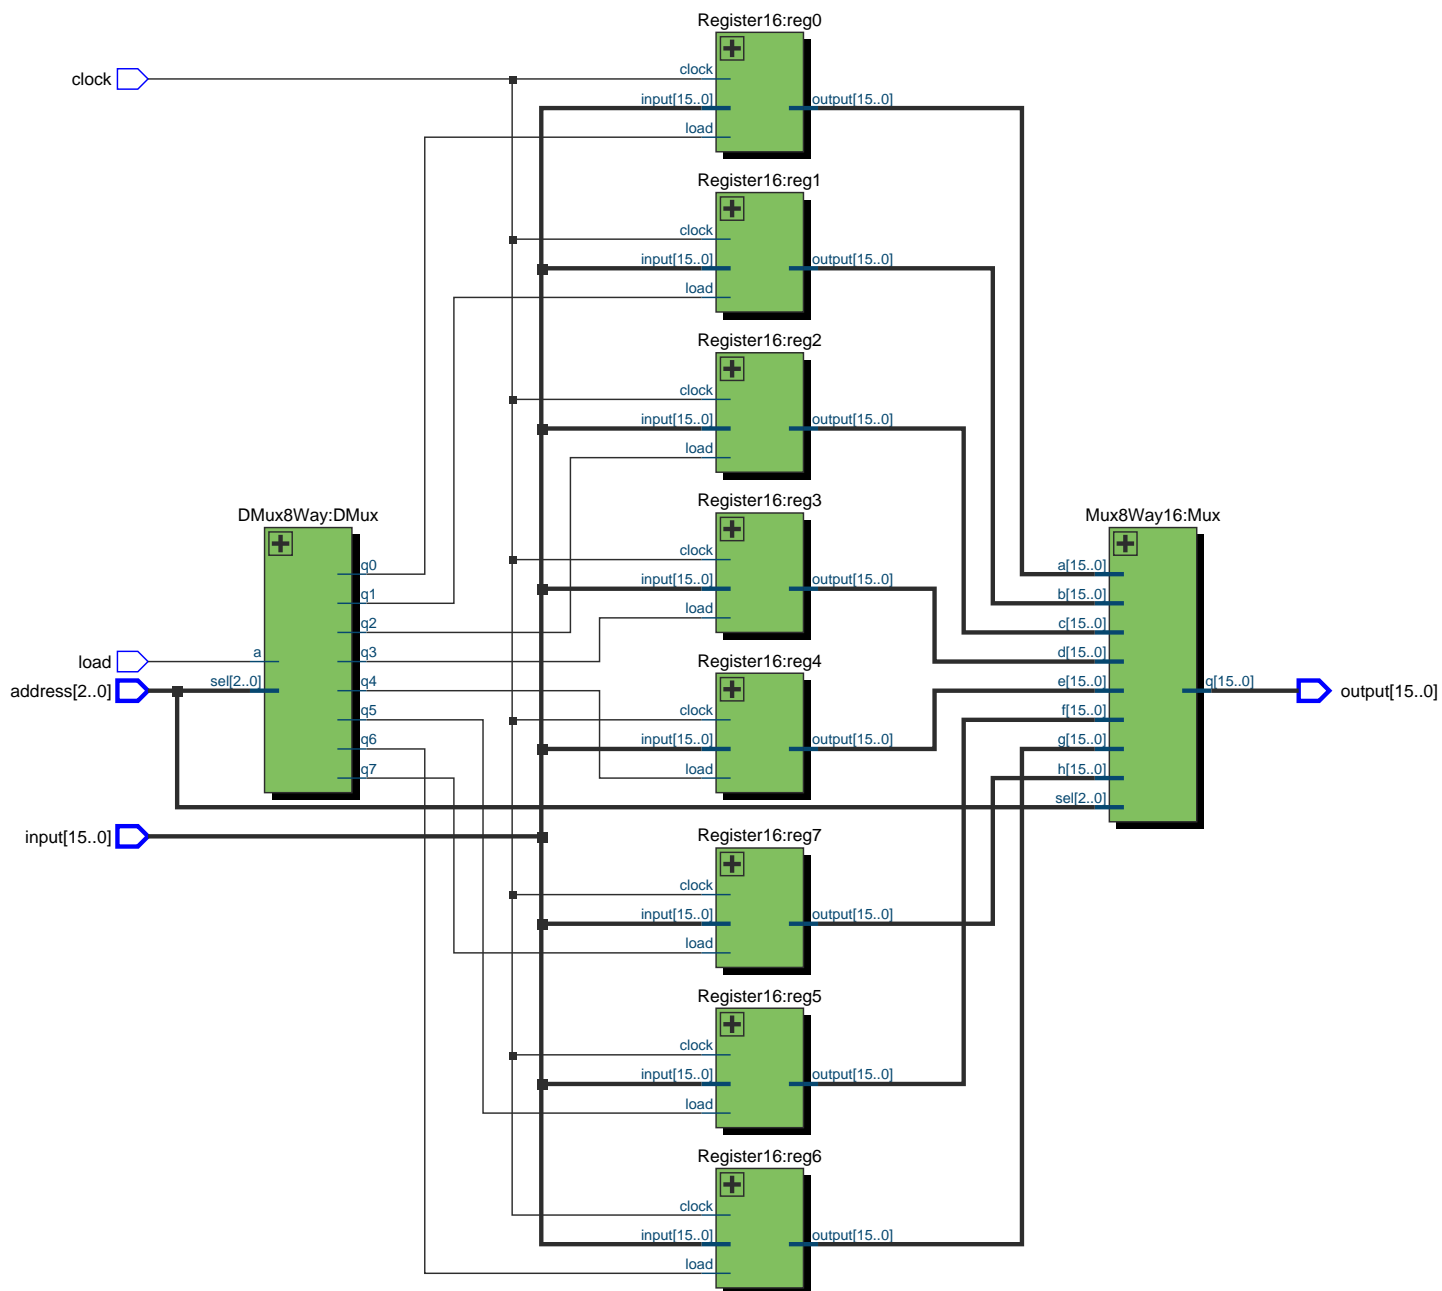 Register16:reg0
clock
clock
input[15..0]
output[15..0]
load
Register16:reg1
clock
input[15..0]
output[15..0]
load
Register16:reg2
clock
input[15..0]
output[15..0]
load
Register16:reg3
clock
input[15..0]
output[15..0]
load
Register16:reg4
clock
input[15..0]
output[15..0]
load
DMux8Way:DMux
q0
q1
q2
q3
q4
q5
q6
q7
a
sel[2..0]
load
address[2..0]
input[15..0]
Mux8Way16:Mux
a[15..0]
b[15..0]
c[15..0]
d[15..0]
e[15..0]
f[15..0]
g[15..0]
h[15..0]
sel[2..0]
q[15..0]
output[15..0]
Register16:reg7
clock
input[15..0]
output[15..0]
load
Register16:reg5
clock
input[15..0]
output[15..0]
load
Register16:reg6
clock
input[15..0]
output[15..0]
load